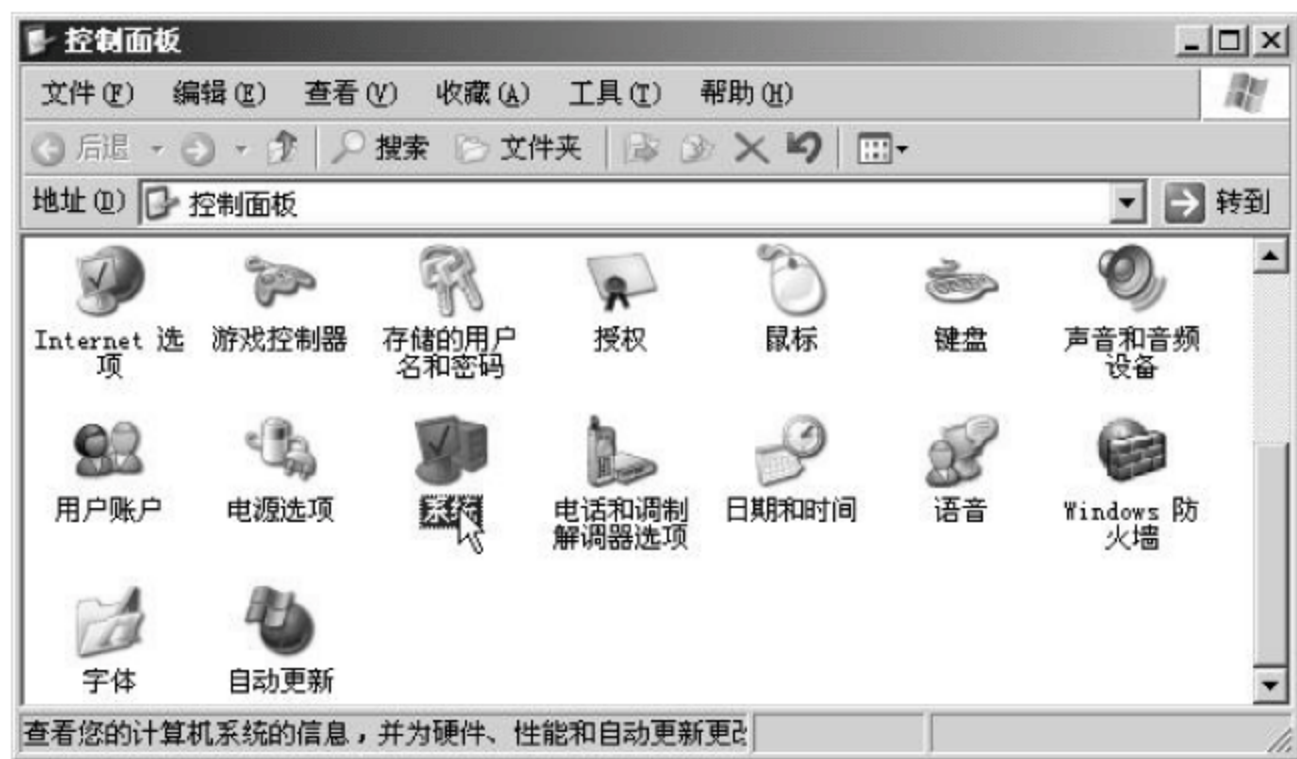 控制面板
文件(F) 编辑(E) 查看(V) 收藏(A) 工具(T) 帮助(H)
后退 搜索 文件夹
地址(D) 控制面板 转到
Internet 选项
游戏控制器
存储的用户名和密码
授权
鼠标
键盘
声音和音频设备
用户账户
电源选项
系统
电话和调制解调器选项
日期和时间
语音
Windows 防火墙
字体
自动更新
查看您的计算机系统的信息，并为硬件、性能和自动更新更改